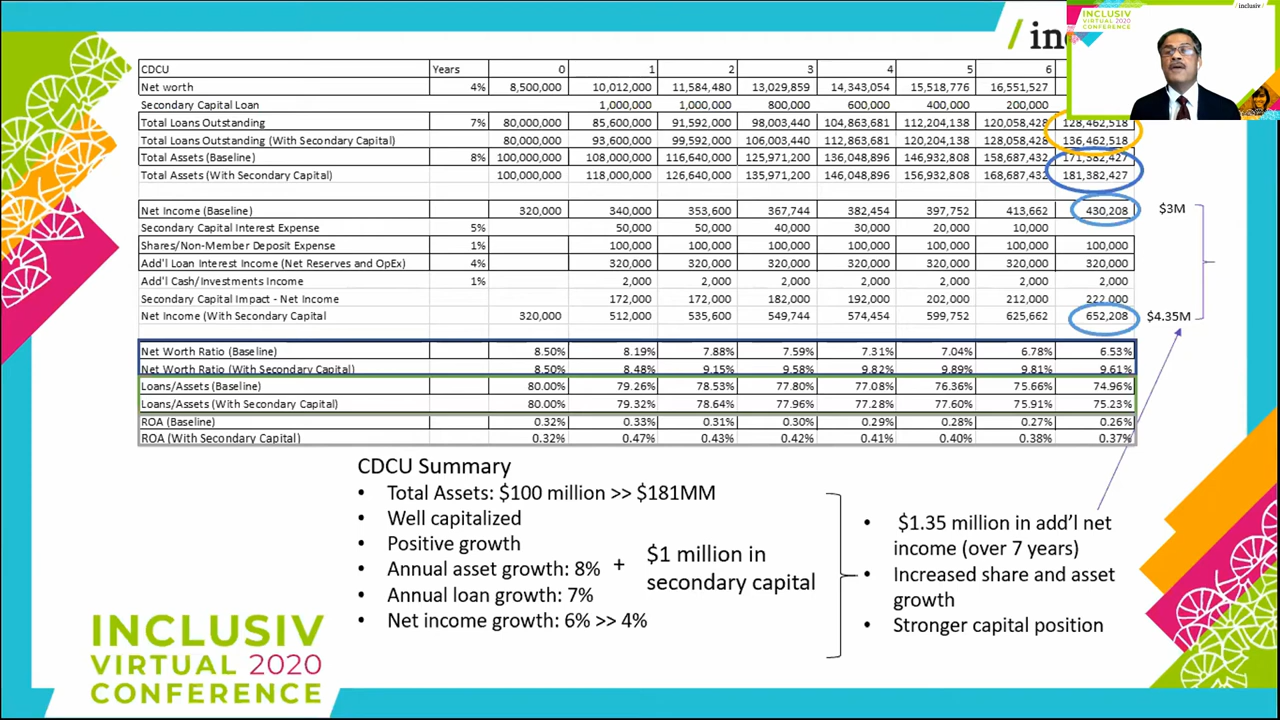 /inclusiv/
INCLUSIV
VIRTUAL 2020
CONFERENCE
CDCU Years 0 1 2 3 4 5 6
Net worth 4% 8,500,000 10,012,000 11,584,480 13,029,859 14,343,054 15,518,776 16,551,527
Secondary Capital Loan 1,000,000 1,000,000 800,000 600,000 400,000 200,000
Total Loans Outstanding 7% 80,000,000 85,600,000 91,592,000 98,003,440 104,863,681 112,204,138 120,058,428 128,462,518
Total Loans Outstanding (With Secondary Capital) 80,000,000 93,600,000 99,592,000 106,003,440 112,863,681 120,204,138 128,058,428 136,462,518
Total Assets (Baseline) 8% 100,000,000 108,000,000 116,640,000 125,971,200 136,048,896 146,932,808 158,687,432 171,382,427
Total Assets (With Secondary Capital) 100,000,000 118,000,000 126,640,000 135,971,200 146,048,896 156,932,808 168,687,432 181,382,427
Net Income (Baseline) 320,000 340,000 353,600 367,744 382,454 397,752 413,662 430,208 $3M
Secondary Capital Interest Expense 5% 50,000 50,000 40,000 30,000 20,000 10,000
Shares/Non-Member Deposit Expense 1% 100,000 100,000 100,000 100,000 100,000 100,000 100,000
Add'l Loan Interest Income (Net Reserves and OpEx) 4% 320,000 320,000 320,000 320,000 320,000 320,000 320,000
Add'l Cash/Investments Income 1% 2,000 2,000 2,000 2,000 2,000 2,000 2,000
Secondary Capital Impact - Net Income 172,000 172,000 182,000 192,000 202,000 212,000 222,000
Net Income (With Secondary Capital 320,000 512,000 535,600 549,744 574,454 599,752 625,662 652,208 $4.35M
Net Worth Ratio (Baseline) 8.50% 8.19% 7.88% 7.59% 7.31% 7.04% 6.78% 6.53%
Net Worth Ratio (With Secondary Capital) 8.50% 8.48% 9.15% 9.58% 9.82% 9.89% 9.81% 9.61%
Loans/Assets (Baseline) 80.00% 79.26% 78.53% 77.80% 77.08% 76.36% 75.66% 74.96%
Loans/Assets (With Secondary Capital) 80.00% 79.32% 78.64% 77.96% 77.28% 77.60% 75.91% 75.23%
ROA (Baseline) 0.32% 0.33% 0.31% 0.30% 0.29% 0.28% 0.27% 0.26%
ROA (With Secondary Capital) 0.32% 0.47% 0.43% 0.42% 0.41% 0.40% 0.38% 0.37%
CDCU Summary
• Total Assets: $100 million >> $181MM
• Well capitalized
• Positive growth
• Annual asset growth: 8%
• Annual loan growth: 7%
• Net income growth: 6% >> 4%
+
$1 million in
secondary capital
• $1.35 million in add'l net
income (over 7 years)
• Increased share and asset
growth
• Stronger capital position
INCLUSIV
VIRTUAL 2020
CONFERENCE